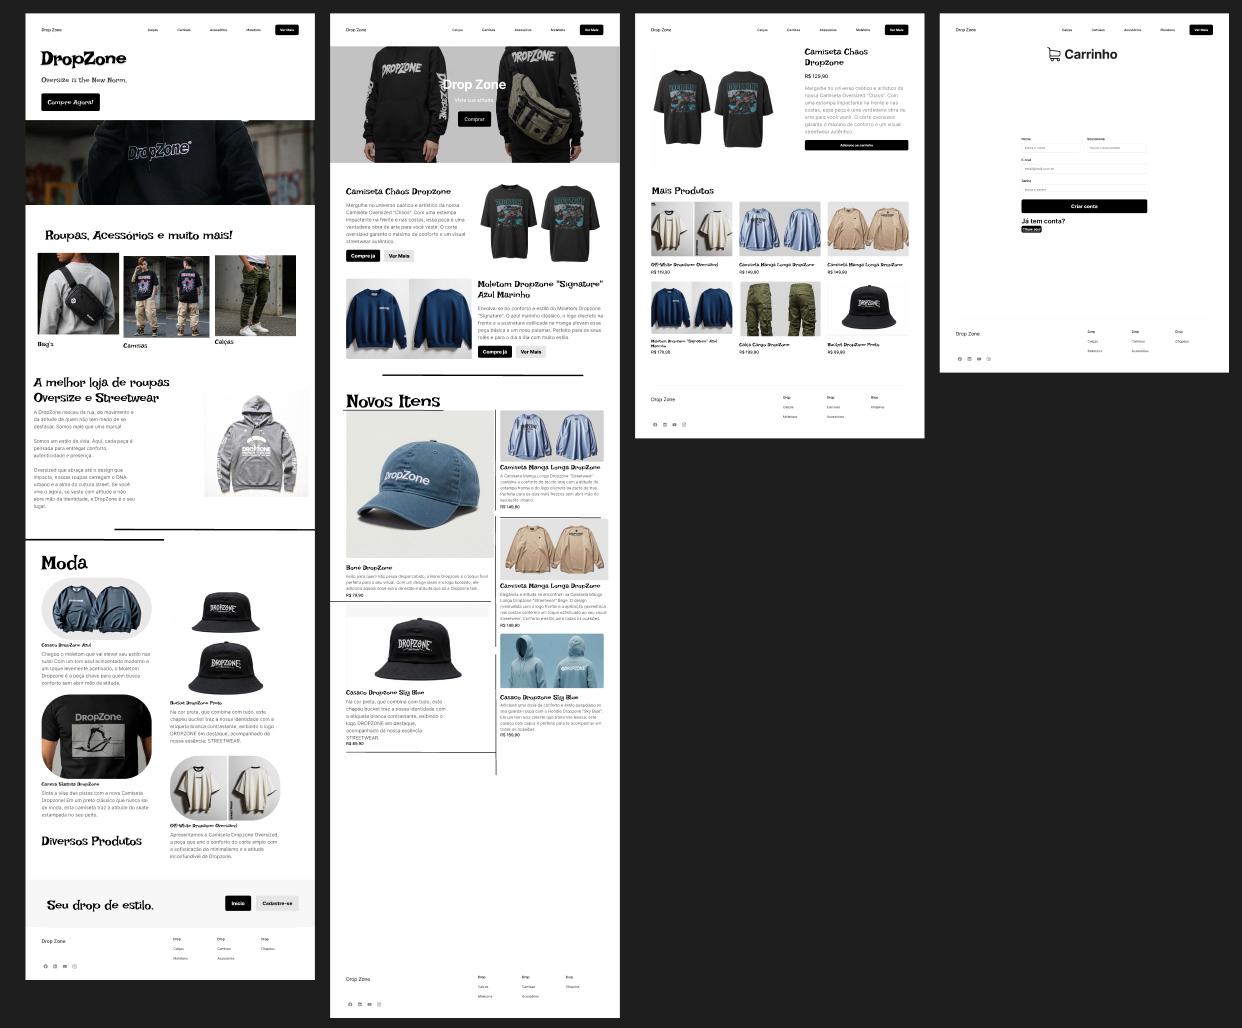 Drop Zone
Calças
Camisas
Acessórios
Moletons
Ver Mais
DropZone
Oversize is the New Norm.
Compre Agora!
DropZone
Roupas, Acessórios e muito mais!
Bag's
Camisas
Calças
A melhor loja de roupas
Oversize e Streetwear
A DropZone nasceu da rua, do movimento e
da atitude de quem não tem medo de se
destacar. Somos mais que uma marca!
Somos um estilo de vida. Aqui, cada peça é
pensada para entregar conforto,
autenticidade e presença.
Oversized que abraça até o design que
impacta, nossas roupas carregam o DNA
urbano e a alma da cultura street. Se você
vive o agora, se veste com atitude e não
abre mão da identidade, a DropZone é o seu
lugar.
DROPZONE
Moda
Casaco DropZone Azul
Chegou o moletom que vai elevar seu estilo nas
ruas! Com um tom azul acinzentado moderno e
um toque levemente acetinado, o Moletom
Dropzone é a peça chave para quem busca
conforto sem abrir mão da atitude.
DropZone
Camisa Skatista DropZone
Sinta a vibe das pistas com a nova Camiseta
Dropzone! Em um preto clássico que nunca sai
de moda, esta camiseta traz a atitude do skate
estampada no seu peito.
Diversos Produtos
DROPZONE
DROPZONE
Bucket DropZone Preto
Na cor preta, que combina com tudo, este
chapéu bucket traz nossa identidade com a
etiqueta branca contrastante, exibindo o logo
DROPZONE em destaque, acompanhado da
nossa essência: STREETWEAR.
Off-White DropZone Oversized
Apresentamos a Camiseta DropZone Oversized,
a peça que une o conforto do corte amplo com
a sofisticação do minimalismo e a atitude
inconfundível da Dropzone.
Seu drop de estilo.
Início
Cadastre-se
Drop Zone
Drop
Calças
Moletons
Drop
Camisas
Acessórios
Drop
Chapéus
Drop Zone
Calças
Camisas
Acessórios
Moletons
Ver Mais
DROPZONE
DROPZONE
Drop Zone
Vista sua atitude
Comprar
Camiseta Chaos Dropzone
Mergulhe no universo caótico e artístico da nossa
Camiseta Oversized "Chaos". Com uma estampa
impactante na frente e nas costas, essa peça é uma
verdadeira obra de arte para você vestir. O corte
oversized garante o máximo de conforto e um visual
streetwear autêntico.
Compre já
Ver Mais
Moletom Dropzone "Signature"
Azul Marinho
Envolva-se do conforto e estilo do Moletom Dropzone
"Signature". O azul marinho clássico, o logo discreto na
frente e a assinatura estilizada na manga elevam esse
peça básica a um novo patamar. Perfeito para os seus
rolês e para o dia a dia com muito estilo.
Compre já
Ver Mais
Novos Itens
DropZone
Boné DropZone
Feito para quem não passa despercebido, o Boné Dropzone é o toque final
perfeito para o seu visual. Com um design clean e o logo bordado, ele
adiciona aquela dose extra de estilo e atitude que só a Dropzone tem.
R$ 79,90
DROPZONE
Casaco Dropzone Sky Blue
Na cor preta, que combina com tudo, este
chapéu bucket traz nossa identidade com a
etiqueta branca contrastante, exibindo o
logo DROPZONE em destaque,
acompanhado da nossa essência:
STREETWEAR.
R$ 89,90
Camiseta Manga Longa DropZone
A Camiseta Manga Longa Dropzone "Streetwear"
combina o conforto do tecido leve com a atitude da
estampa frontal e do logo discreto na parte de trás.
Perfeita para os dias mais frescos sem abrir mão do
seu estilo urbano.
R$ 149,90
Camiseta Manga Longa DropZone
Elegância e atitude se encontram na Camiseta Manga
Longa Dropzone "Streetwear" Bege. O design
minimalista com o logo frontal e a aplicação geométrica
nas costas conferem um toque sofisticado ao seu visual
streetwear. Conforto e estilo para todas as ocasiões.
R$ 149,90
DROPZONE
Casaco Dropzone Sky Blue
Adicione uma dose de conforto e estilo despojado ao
seu guarda-roupa com o Hoodie Dropzone "Sky Blue".
Em um tom azul celeste que transmite leveza, este
casaco com capuz é perfeito para te acompanhar em
todas as ocasiões.
R$ 159,90
Drop Zone
Drop
Calças
Moletons
Drop
Camisas
Acessórios
Drop
Chapéus
Drop Zone
Calças
Camisas
Acessórios
Moletons
Ver Mais
Camiseta Chaos
Dropzone
R$ 129,90
Mergulhe no universo caótico e artístico da
nossa Camiseta Oversized "Chaos". Com
uma estampa impactante na frente e nas
costas, essa peça é uma verdadeira obra de
arte para você vestir. O corte oversized
garante o máximo de conforto e um visual
streetwear autêntico.
Adicione ao carrinho
Mais Produtos
Off-White DropZone Oversized
R$ 119,90
Camiseta Manga Longa DropZone
R$ 149,90
Camiseta Manga Longa DropZone
R$ 149,90
Moletom Dropzone "Signature" Azul
Marinho
R$ 179,90
Calça Cargo DropZone
R$ 199,90
DROPZONE
Bucket DropZone Preto
R$ 89,90
Drop Zone
Drop
Calças
Moletons
Drop
Camisas
Acessórios
Drop
Chapéus
Drop Zone
Calças
Camisas
Acessórios
Moletons
Ver Mais
Carrinho
Nome
Sobrenome
E-mail
Senha
Criar conta
Já tem conta?
Clique aqui
Drop Zone
Drop
Calças
Moletons
Drop
Camisas
Acessórios
Drop
Chapéus